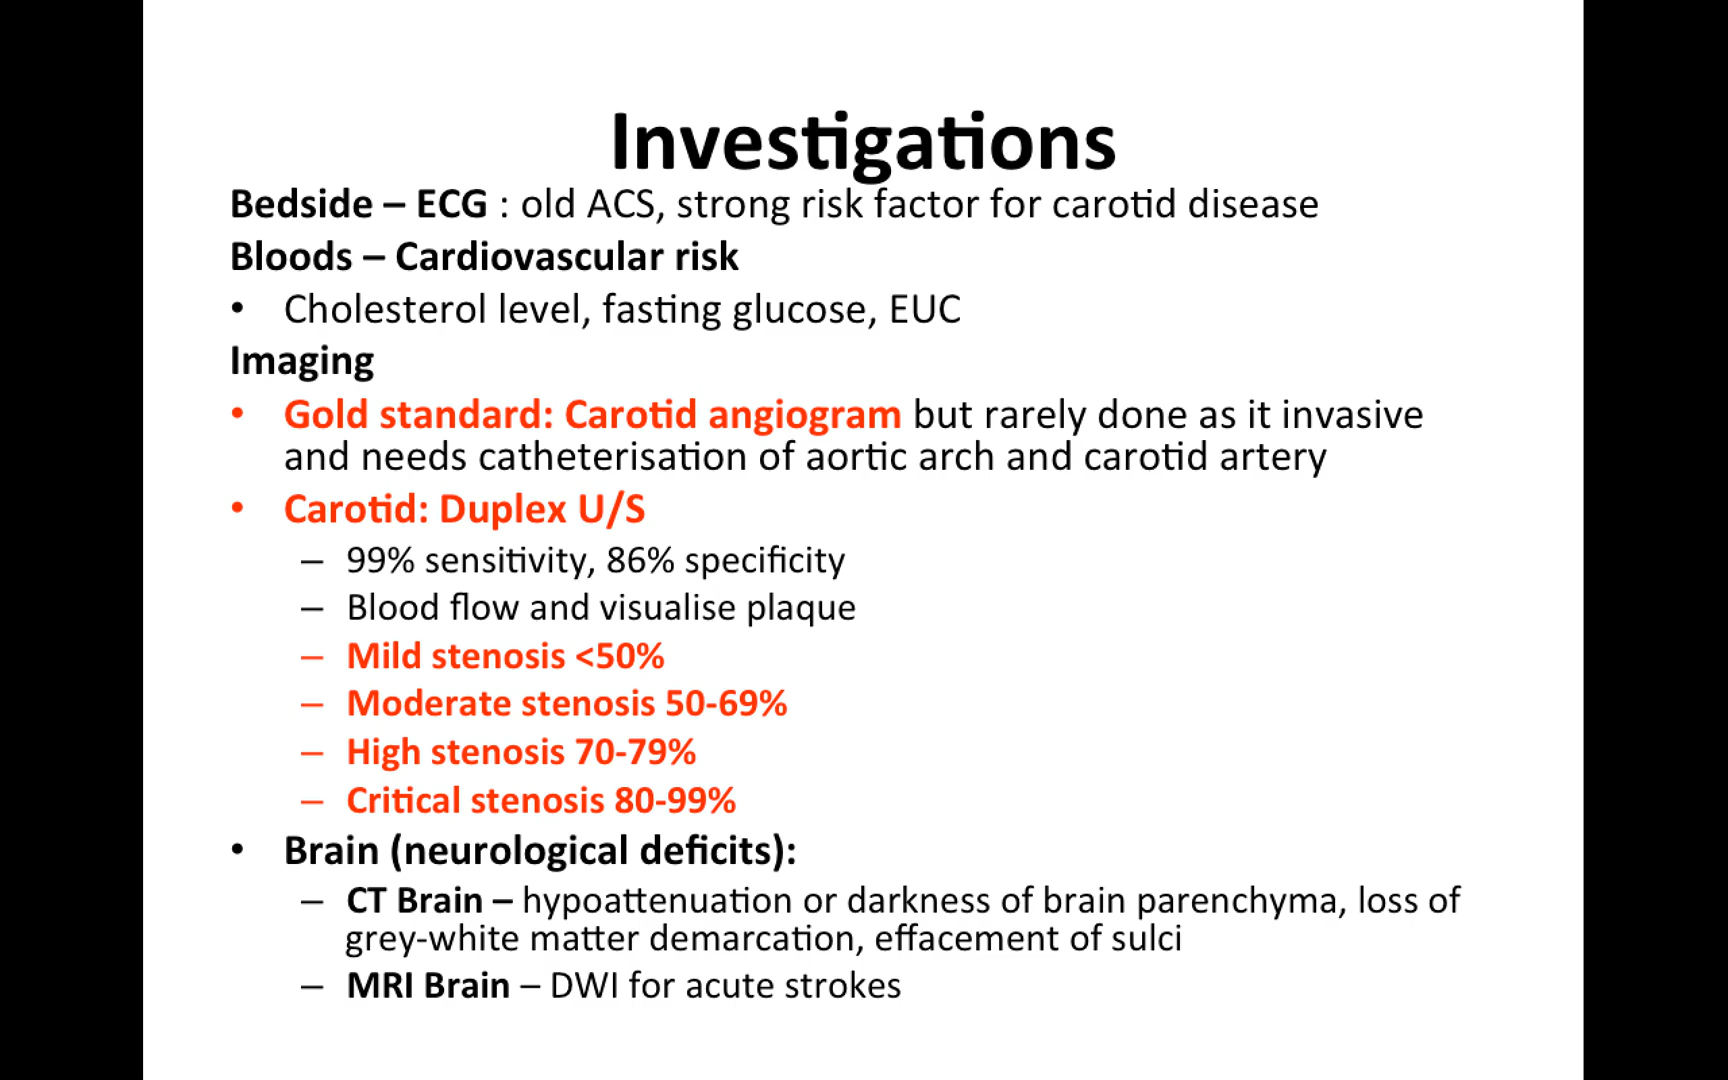 Investigations
Bedside – ECG : old ACS, strong risk factor for carotid disease
Bloods – Cardiovascular risk
• Cholesterol level, fasting glucose, EUC
Imaging
• Gold standard: Carotid angiogram but rarely done as it invasive
and needs catheterisation of aortic arch and carotid artery
• Carotid: Duplex U/S
– 99% sensitivity, 86% specificity
– Blood flow and visualise plaque
– Mild stenosis <50%
– Moderate stenosis 50-69%
– High stenosis 70-79%
– Critical stenosis 80-99%
• Brain (neurological deficits):
– CT Brain – hypoattenuation or darkness of brain parenchyma, loss of
grey-white matter demarcation, effacement of sulci
– MRI Brain – DWI for acute strokes